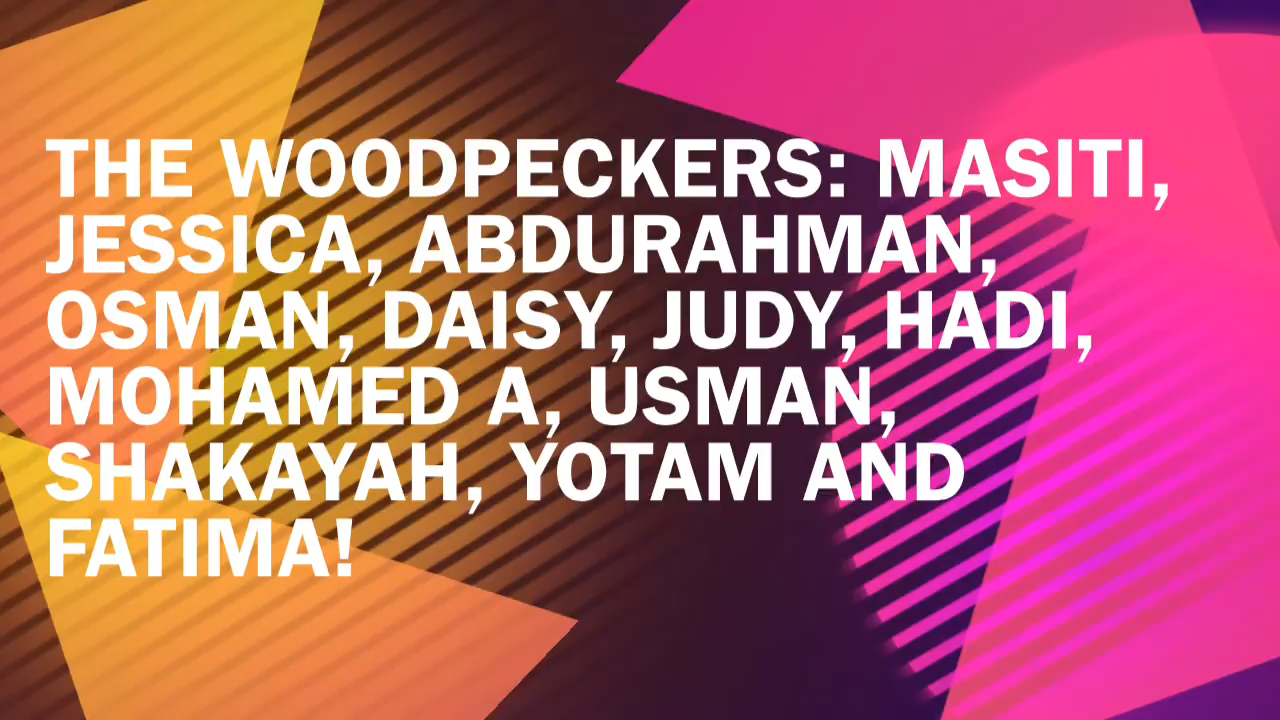 THE WOODPECKERS: MASITI,
JESSICA, ABDURAHMAN,
OSMAN, DAISY, JUDY, HADI,
MOHAMED A, USMAN,
SHAKAYAH, YOTAM AND
FATIMA!